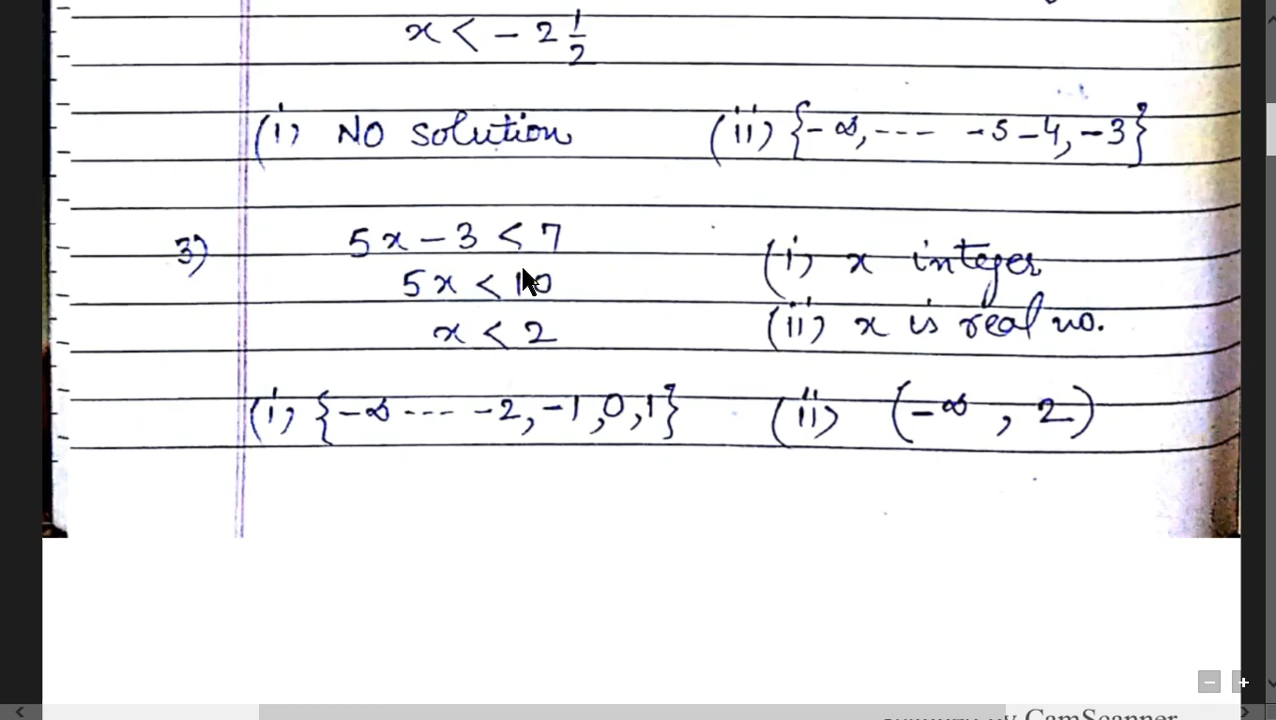 x < - 2 1/2
(i) NO solution (ii) {-∞, --- -5 -4, -3}
3) 5x - 3 < 7 (i) x integer
5x < 10
x < 2 (ii) x is real no.
(i) {-∞ --- -2, -1, 0, 1} (ii) (-∞ , 2)
CamScanner